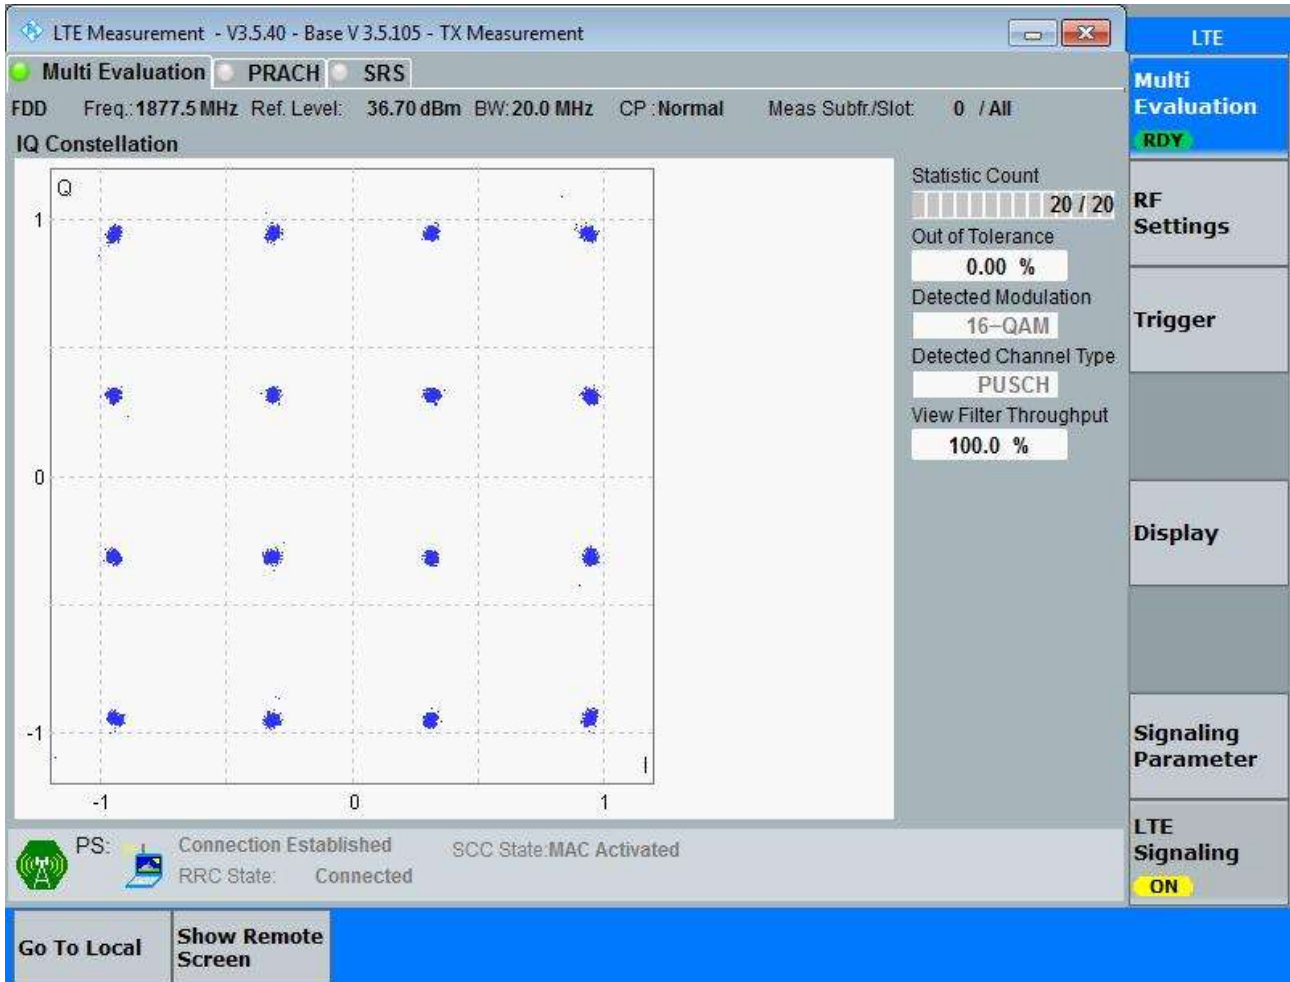 LTE Measurement - V3.5.40 - Base V 3.5.105 - TX Measurement
LTE
Multi Evaluation PRACH SRS
Multi
Evaluation
RDY
FDD Freq.: 1877.5 MHz Ref. Level: 36.70 dBm BW: 20.0 MHz CP : Normal Meas Subfr./Slot: 0 / All
IQ Constellation
Q
1
0
-1
-1
0
1
I
Statistic Count
20 / 20
Out of Tolerance
0.00 %
Detected Modulation
16-QAM
Detected Channel Type
PUSCH
View Filter Throughput
100.0 %
RF
Settings
Trigger
Display
Signaling
Parameter
LTE
Signaling
ON
PS: Connection Established SCC State: MAC Activated
RRC State: Connected
Go To Local
Show Remote
Screen